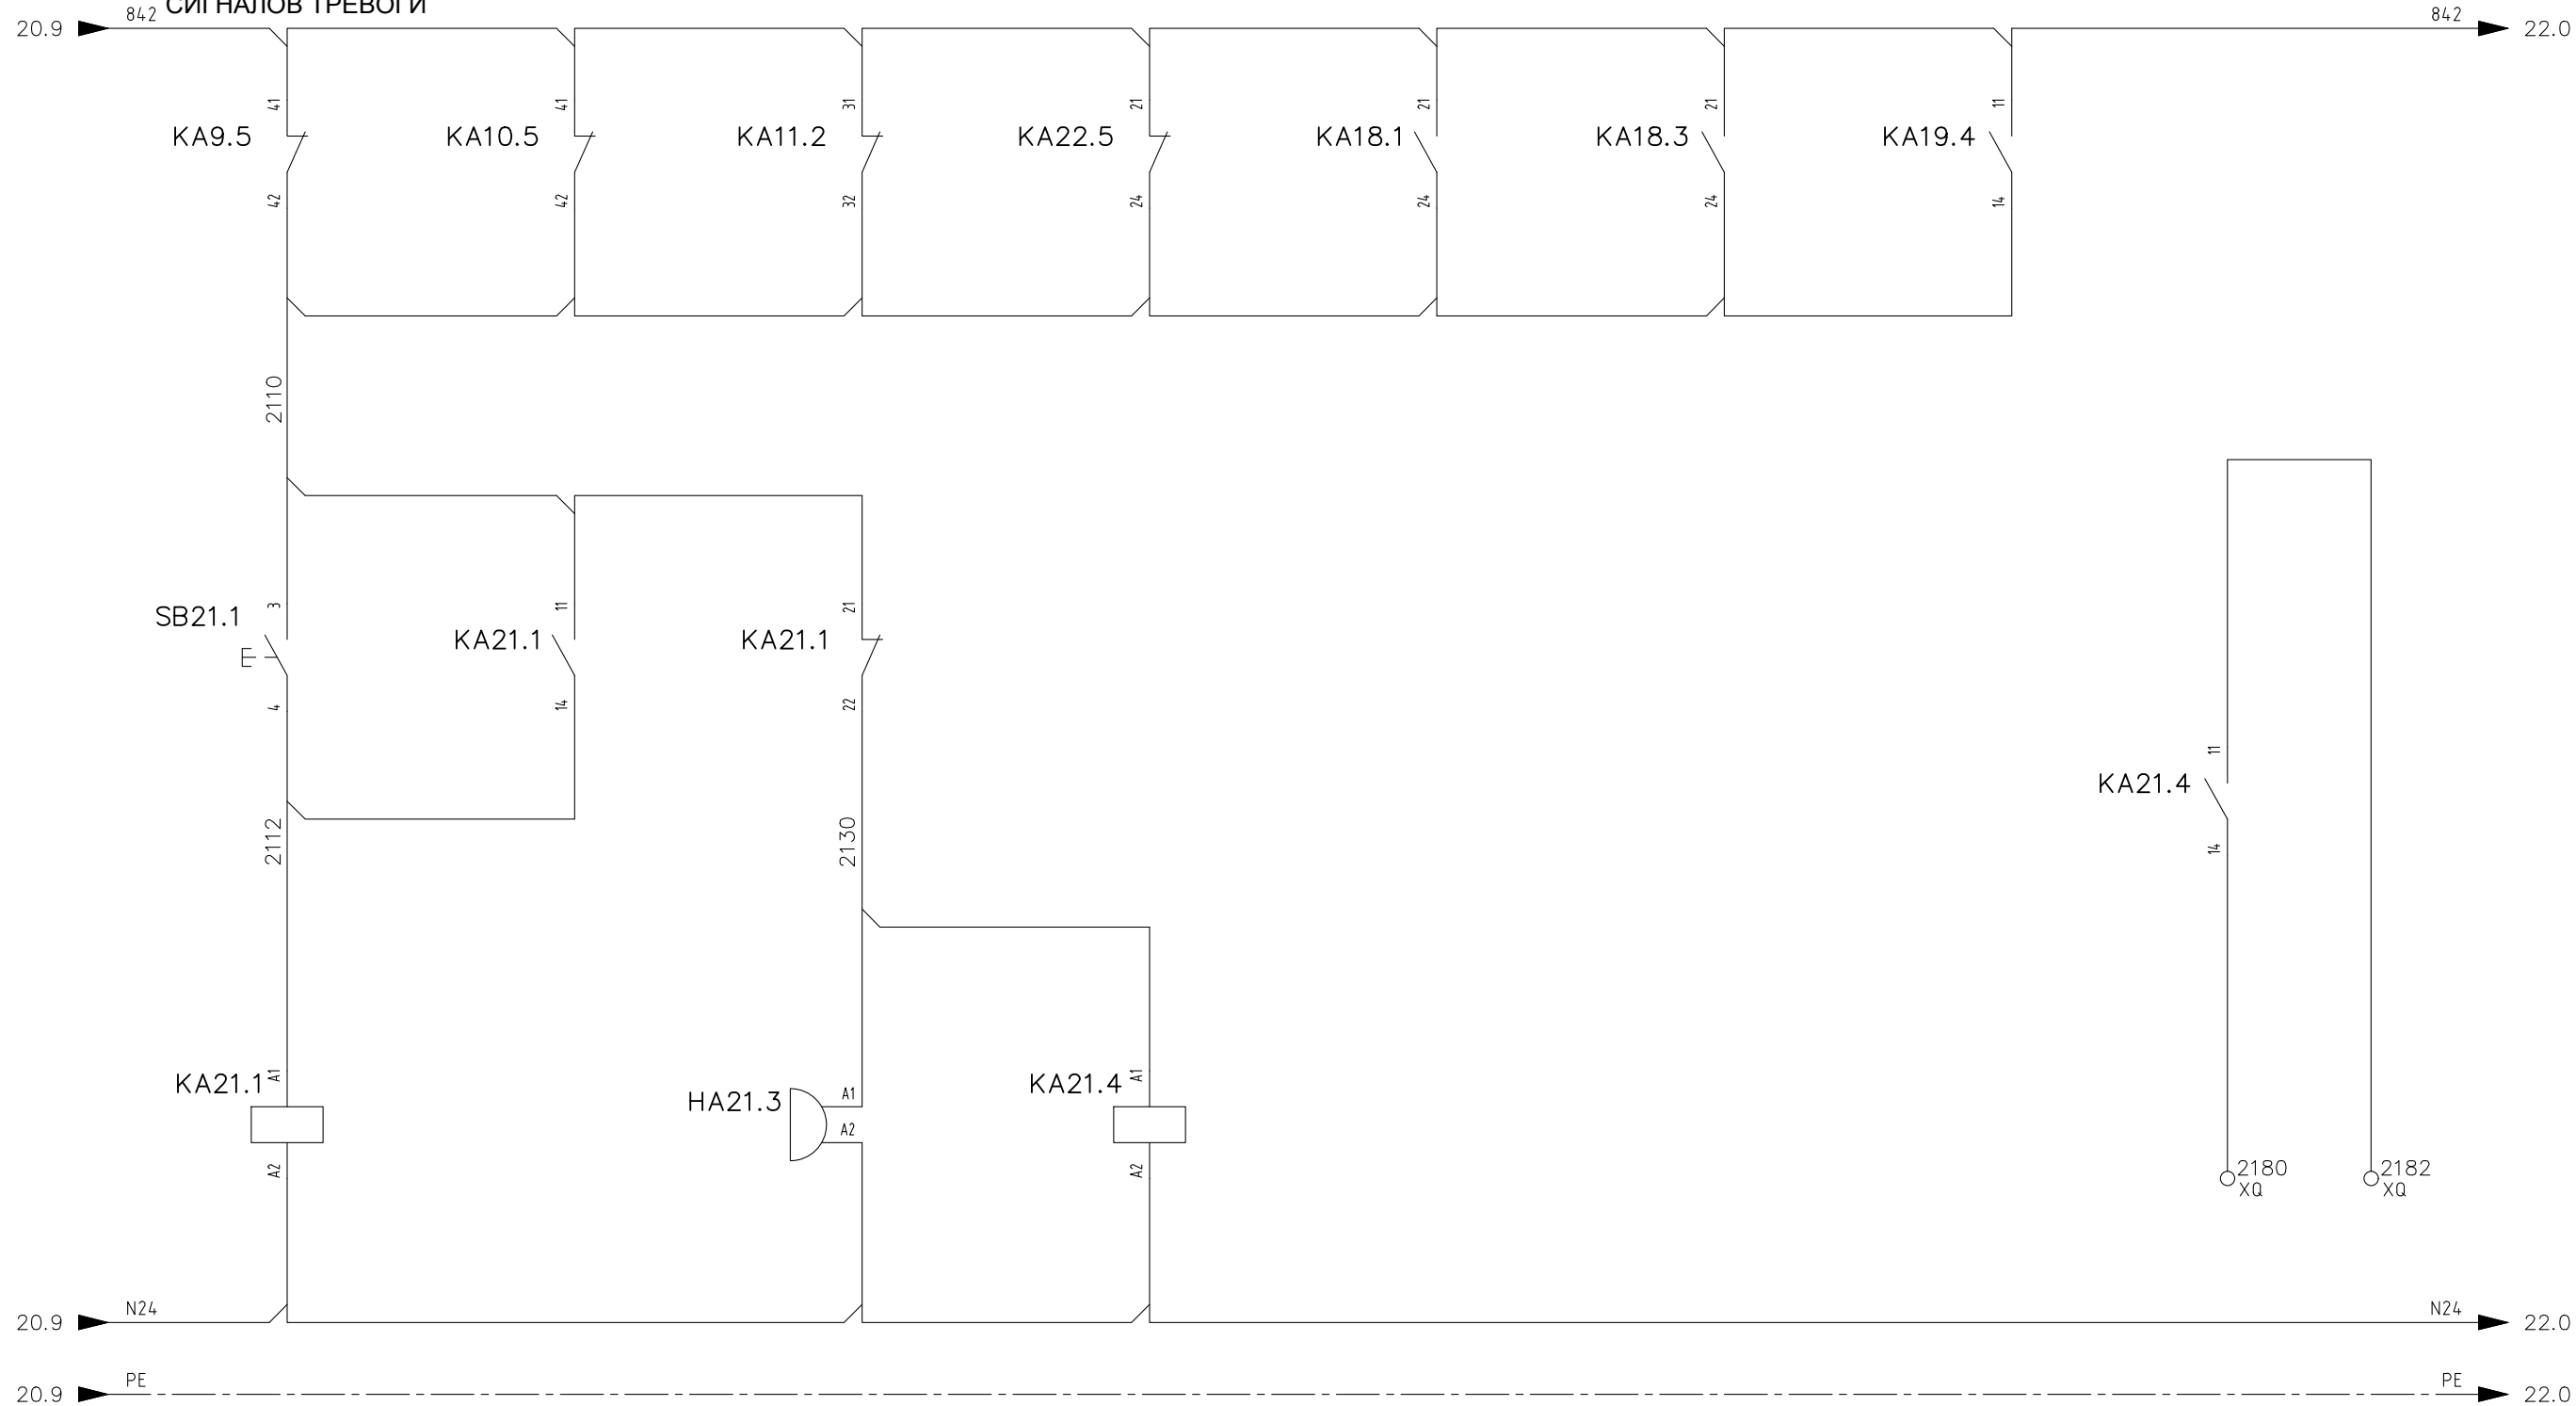 СИГНАЛОВ ТРЕВОГИ
20.9 842 842 22.0
41 41 31 21 21 21 11
KA9.5 KA10.5 KA11.2 KA22.5 KA18.1 KA18.3 KA19.4
42 42 32 24 24 24 14
2110
3 11 21
SB21.1 KA21.1 KA21.1
4 14 22
11
KA21.4
14
2112 2130
KA21.1 A1 HA21.3 A1 KA21.4 A1
A2 A2 A2
2180 2182
XQ XQ
20.9 N24 N24 22.0
20.9 PE PE 22.0